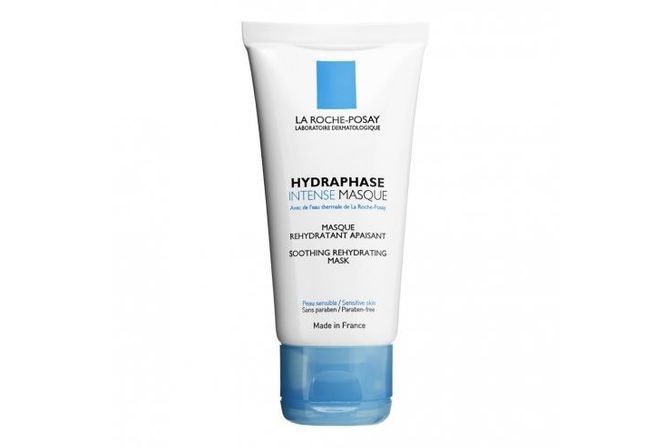 LA ROCHE-POSAY
LABORATOIRE DERMATOLOGIQUE
HYDRAPHASE
INTENSE MASQUE
Avec de l'eau thermale de La Roche-Posay
MASQUE
REHYDRATANT APAISANT
SOOTHING REHYDRATING
MASK
Peau sensible / Sensitive skin
Sans paraben / Paraben-free
Made in France